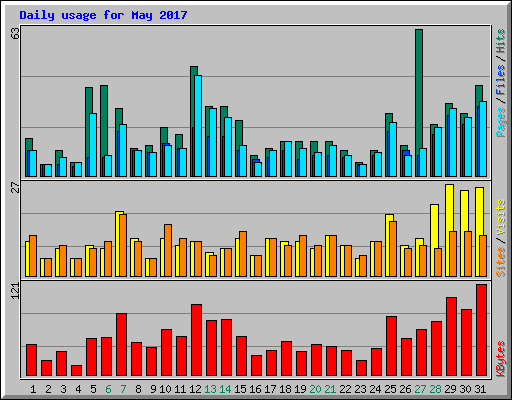 Daily usage for May 2017
63
Pages / Files / Hits
27
Sites / Visits
121
KBytes
1 2 3 4 5 6 7 8 9 10 11 12 13 14 15 16 17 18 19 20 21 22 23 24 25 26 27 28 29 30 31